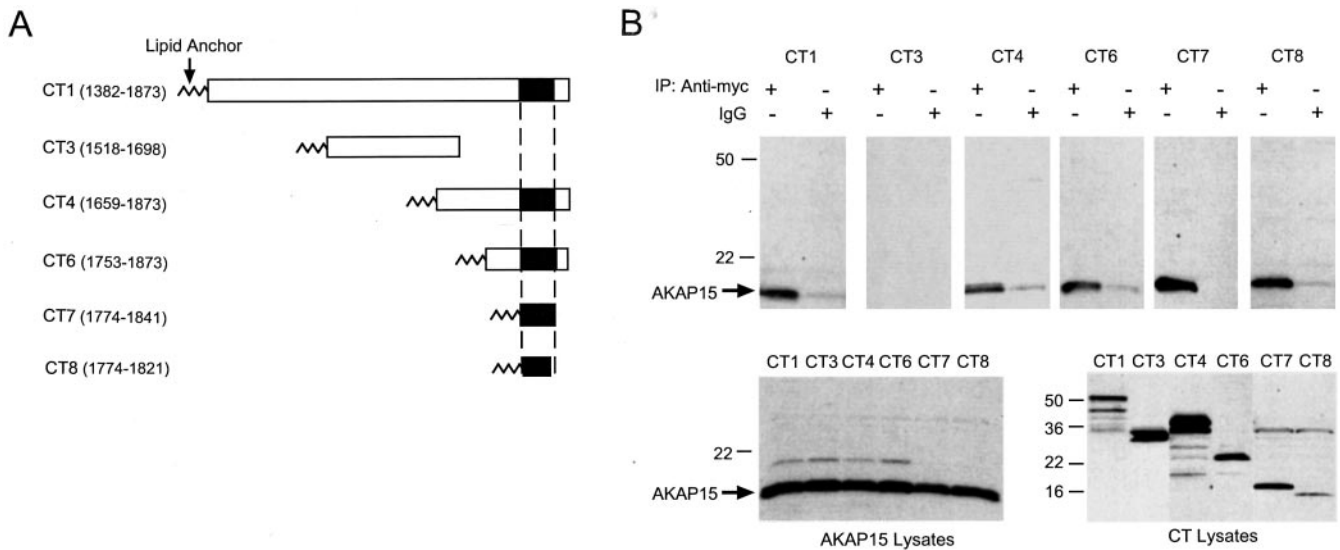 A
Lipid Anchor
CT1 (1382-1873)
CT3 (1518-1698)
CT4 (1659-1873)
CT6 (1753-1873)
CT7 (1774-1841)
CT8 (1774-1821)
B
CT1 CT3 CT4 CT6 CT7 CT8
IP: Anti-myc + - + - + - + - + - + -
IgG - + - + - + - + - + - +
50
22
AKAP15
CT1 CT3 CT4 CT6 CT7 CT8
22
AKAP15
AKAP15 Lysates
CT1 CT3 CT4 CT6 CT7 CT8
50
36
22
16
CT Lysates